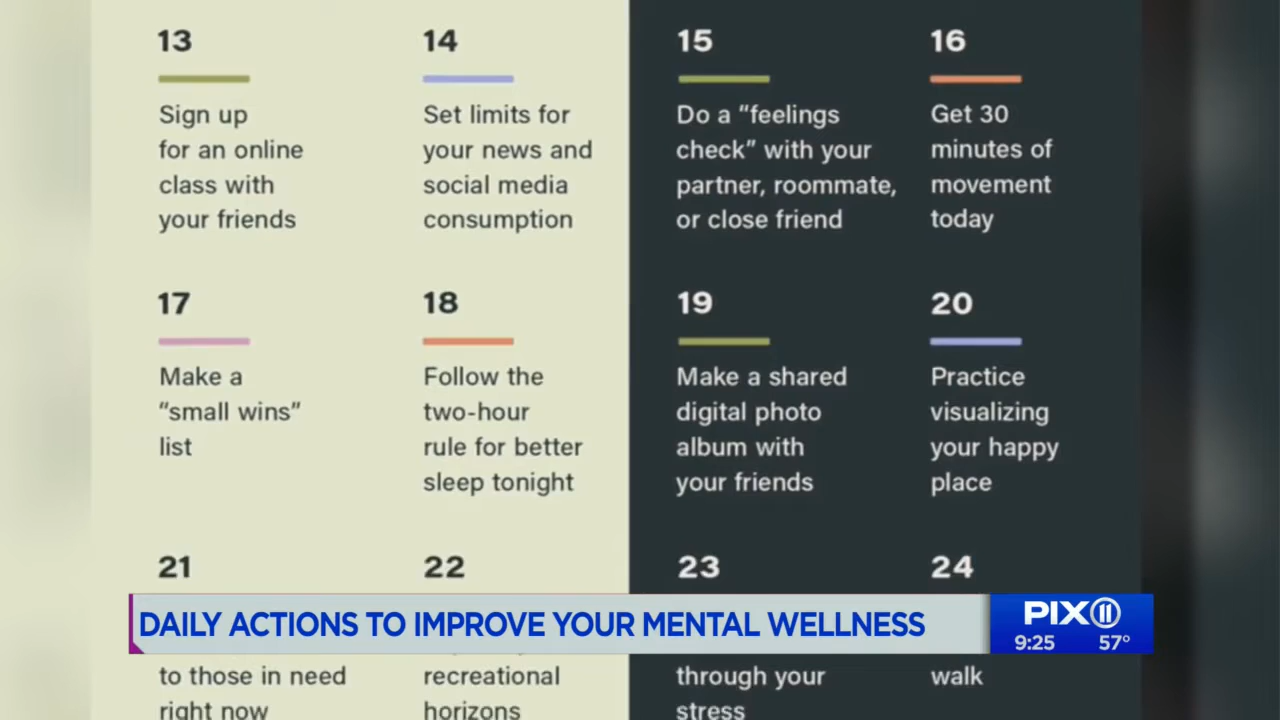 13
Sign up
for an online
class with
your friends
14
Set limits for
your news and
social media
consumption
15
Do a “feelings
check” with your
partner, roommate,
or close friend
16
Get 30
minutes of
movement
today
17
Make a
“small wins”
list
18
Follow the
two-hour
rule for better
sleep tonight
19
Make a shared
digital photo
album with
your friends
20
Practice
visualizing
your happy
place
21
to those in need
right now
22
recreational
horizons
23
through your
stress
24
walk
DAILY ACTIONS TO IMPROVE YOUR MENTAL WELLNESS
PIX11
9:25 57°